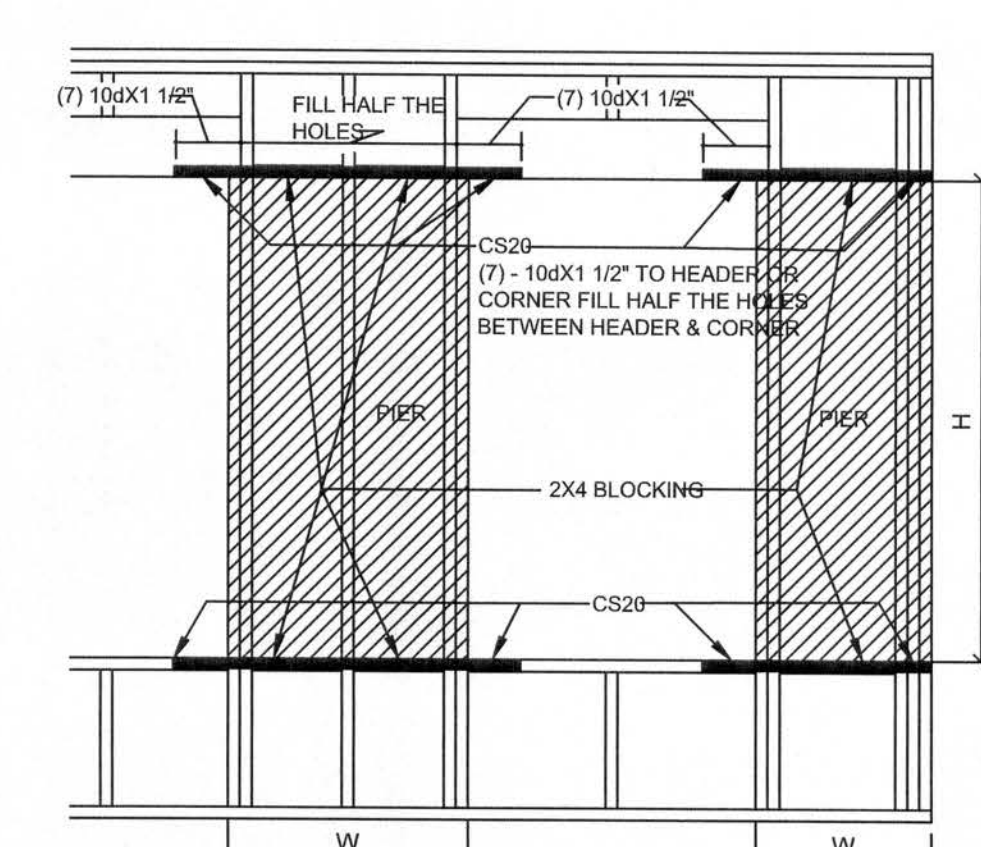 (7) 10dX1 1/2"
FILL HALF THE
HOLES
(7) 10dX1 1/2"
CS20
(7) - 10dX1 1/2" TO HEADER OR
CORNER FILL HALF THE HOLES
BETWEEN HEADER & CORNER
PIER
PIER
H
2X4 BLOCKING
CS20
W
W